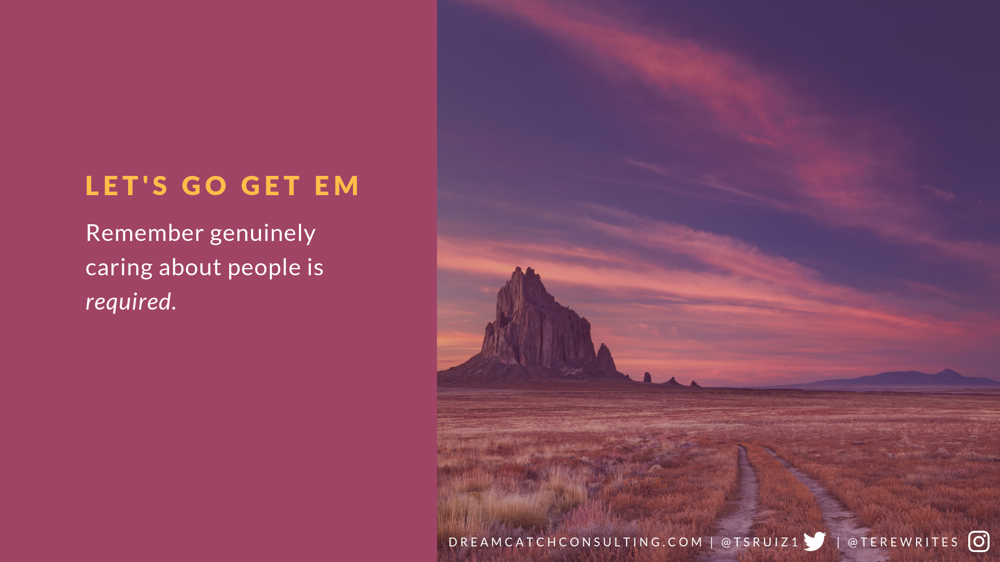 LET'S GO GET EM
Remember genuinely
caring about people is
required.
DREAMCATCHCONSULTING.COM | @TSRUIZ1 | @TEREWRITES